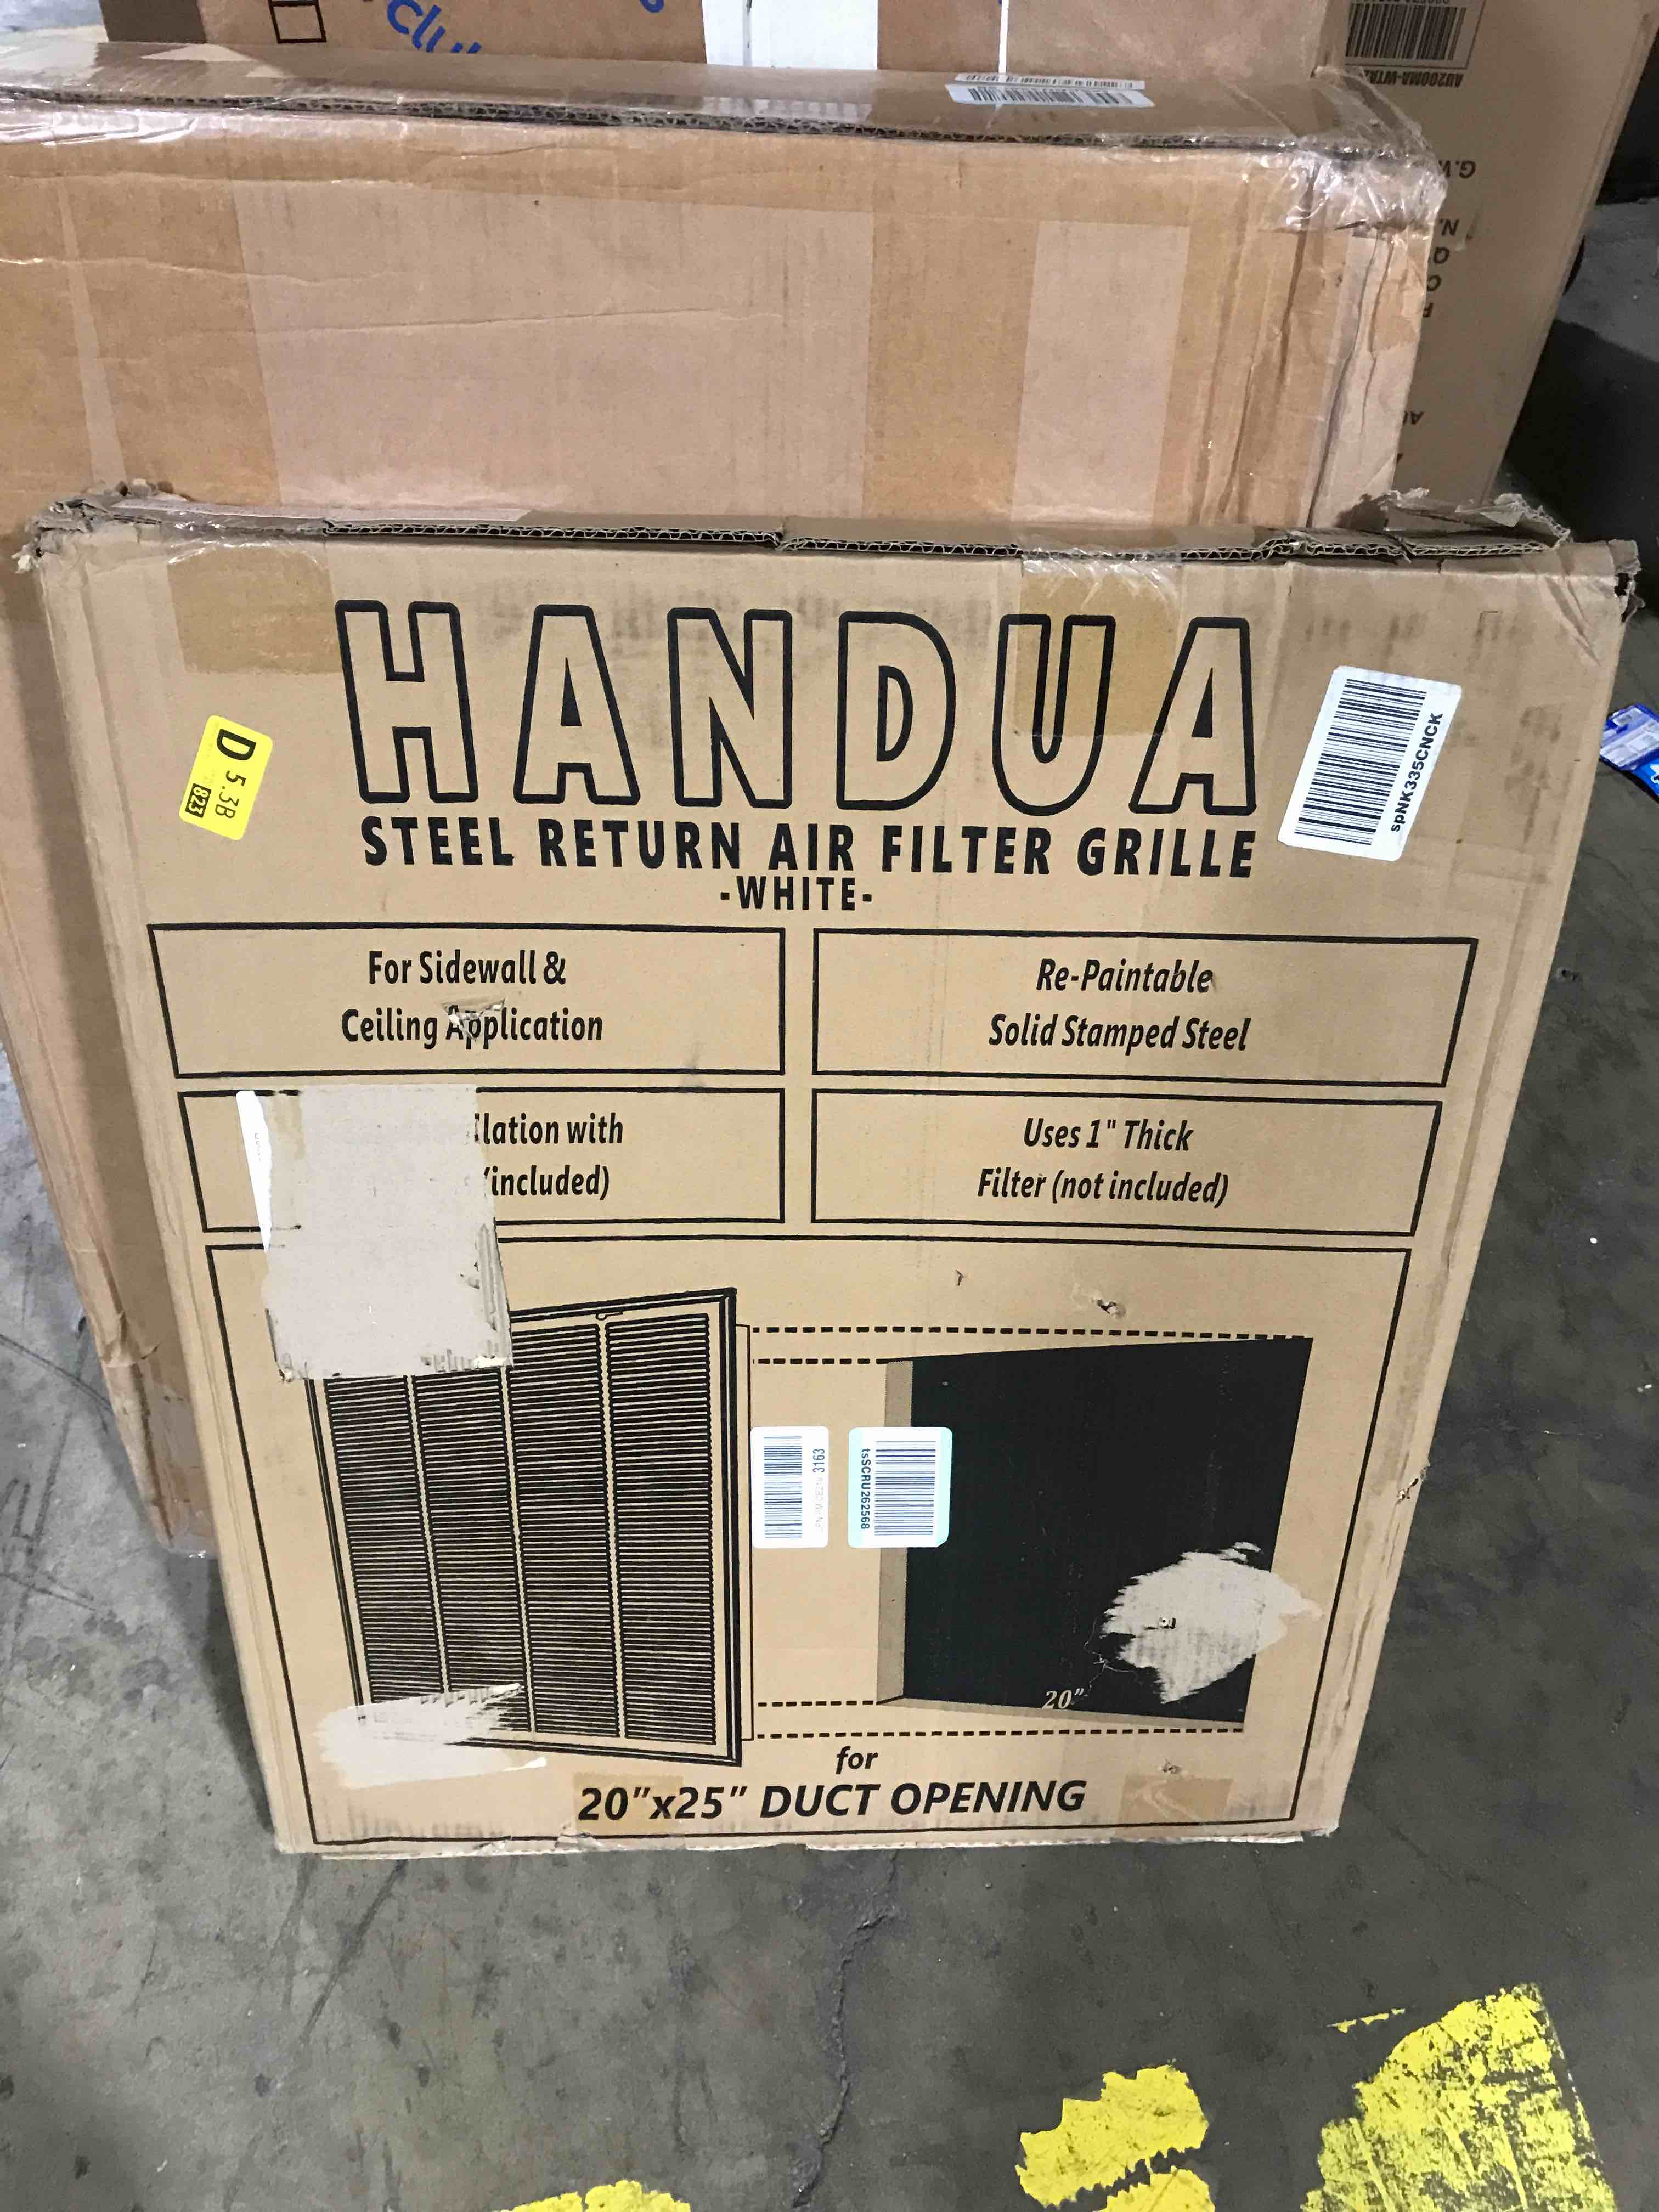 HANDUA
STEEL RETURN AIR FILTER GRILLE
-WHITE-
D 5.3B
823
spNK335CNCK
For Sidewall &
Ceiling Application
Re-Paintable
Solid Stamped Steel
with
included)
Uses 1" Thick
Filter (not included)
3163
tsSCRU262568
20"
for
20"x25" DUCT OPENING